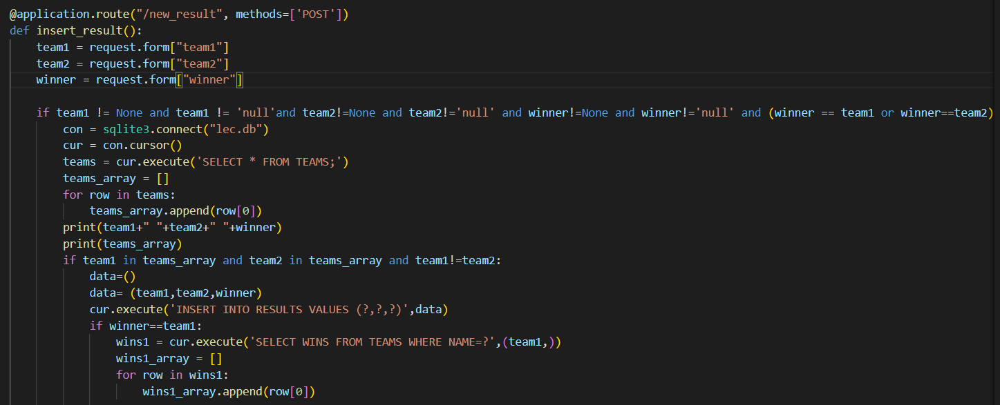 @application.route("/new_result", methods=['POST'])
def insert_result():
    team1 = request.form["team1"]
    team2 = request.form["team2"]
    winner = request.form["winner"]

    if team1 != None and team1 != 'null'and team2!=None and team2!='null' and winner!=None and winner!='null' and (winner == team1 or winner==team2)
        con = sqlite3.connect("lec.db")
        cur = con.cursor()
        teams = cur.execute('SELECT * FROM TEAMS;')
        teams_array = []
        for row in teams:
            teams_array.append(row[0])
        print(team1+" "+team2+" "+winner)
        print(teams_array)
        if team1 in teams_array and team2 in teams_array and team1!=team2:
            data=()
            data= (team1,team2,winner)
            cur.execute('INSERT INTO RESULTS VALUES (?,?,?)',data)
            if winner==team1:
                wins1 = cur.execute('SELECT WINS FROM TEAMS WHERE NAME=?',(team1,))
                wins1_array = []
                for row in wins1:
                    wins1_array.append(row[0])